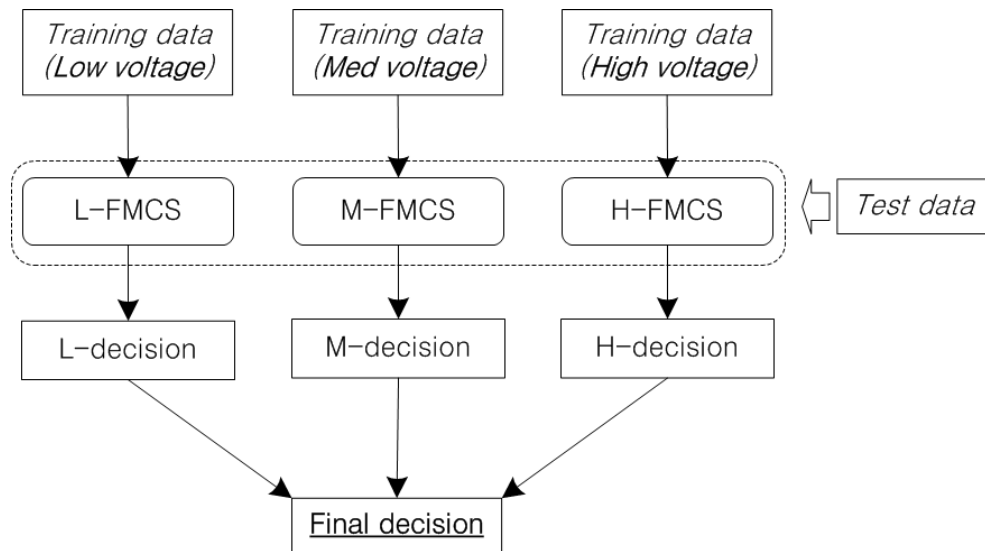 Training data
(Low voltage)
Training data
(Med voltage)
Training data
(High voltage)
L-FMCS
M-FMCS
H-FMCS
Test data
L-decision
M-decision
H-decision
Final decision